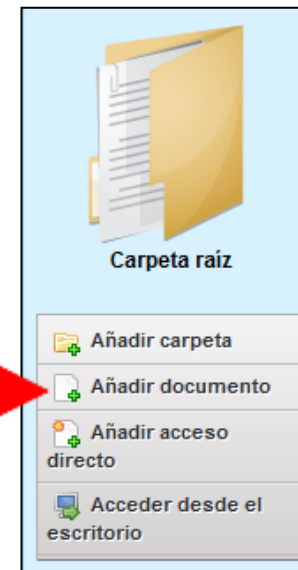 Carpeta raíz
Añadir carpeta
Añadir documento
Añadir acceso
directo
Acceder desde el
escritorio